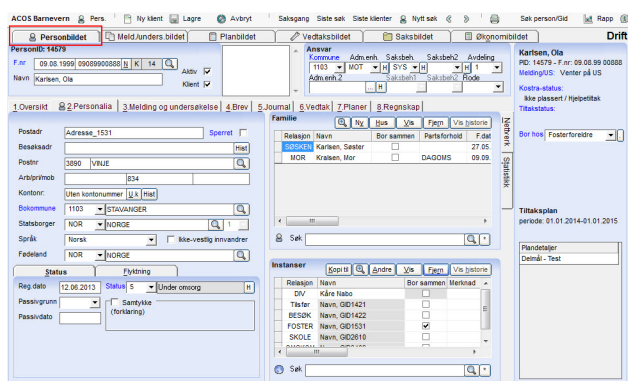 ACOS Barnevern Pers. Ny klient Lagre Avbryt Saksgang Siste søk Siste klienter Nytt søk Søk person/Gid Rapp
Personbildet Meld./unders.bildet Planbildet Vedtaksbildet Saksbildet Økonomibildet Drift
PersonID: 14579
F.nr 09.08.1999 09089900888 N K 14
Navn Karlsen, Ola
Aktiv
Klient
Ansvar
Kommune Adm.enh. Saksbeh. Saksbeh2 Avdeling
1103 MOT H SYS H H 1
Adm.enh.2 Saksbeh1 Saksbeh2 Rode
... H
Karlsen, Ola
PID: 14579 - F.nr: 09.08.99 00888
Melding/US: Venter på US
Kostra-status:
Ikke plassert / Hjelpetiltak
Tiltakstatus:
Bor hos Fosterforeldre
1.Oversikt 2.Personalia 3.Melding og undersøkelse 4.Brev 5.Journal 6.Vedtak 7.Planer 8.Regnskap
Postadr Adresse_1531 Sperret
Besøksadr Hist
Postnr 3890 VINJE
Arb/pri/mob 834
Kontonr: Uten kontonummer U.k Hist
Bokommune 1103 STAVANGER
Statsborger NOR NORGE 1
Språk Norsk Ikke-vestlig innvandrer
Fødeland NOR NORGE
Status Flyktning
Reg.dato 12.06.2013 Status 5 Under omsorg H
Passivgrunn Samtykke
(forklaring)
Passivdato
Familie
Ny Hus Vis Fjern Vis historie
Relasjon Navn Bor sammen Partsforhold F.dat
SØSKEN Karlsen, Søster 27.05.
MOR Kralsen, Mor DAGOMS 09.09.
Søk
Instanser
Kopi til Andre Vis Fjern Vis historie
Relasjon Navn Bor sammen Merknad
DIV Kåre Nabo
Tilsfør Navn, GID1421
BESØK Navn, GID1422
FOSTER Navn, GID1531
SKOLE Navn, GID2610
Søk
Nettverk
Statistikk
Tiltaksplan
periode: 01.01.2014-01.01.2015
Plandetaljer
Delmål - Test